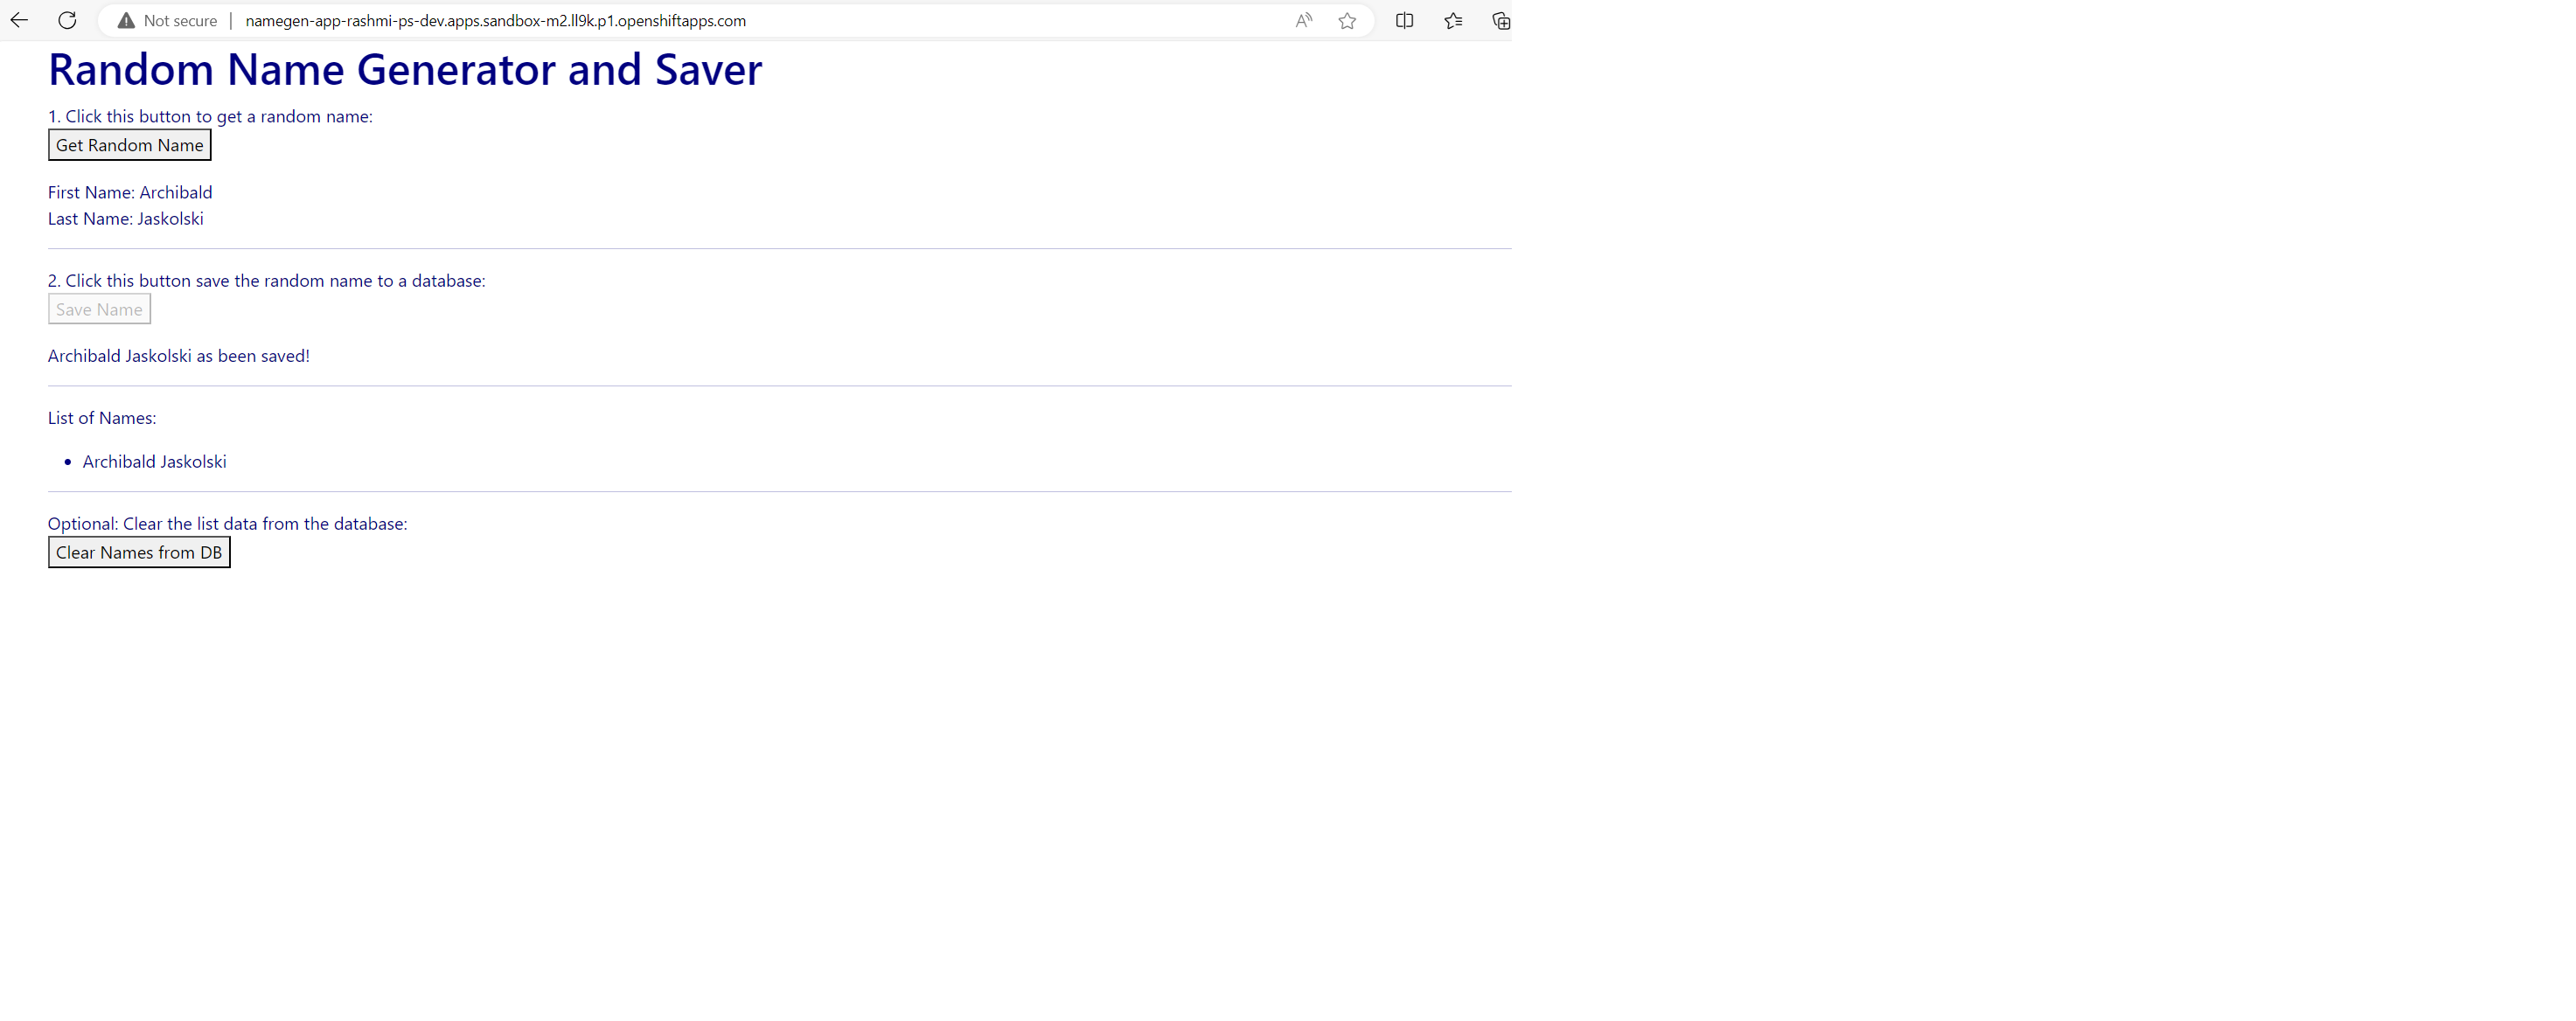 Not secure | namegen-app-rashmi-ps-dev.apps.sandbox-m2.ll9k.p1.openshiftapps.com
Random Name Generator and Saver
1. Click this button to get a random name:
Get Random Name
First Name: Archibald
Last Name: Jaskolski
2. Click this button save the random name to a database:
Save Name
Archibald Jaskolski as been saved!
List of Names:
• Archibald Jaskolski
Optional: Clear the list data from the database:
Clear Names from DB